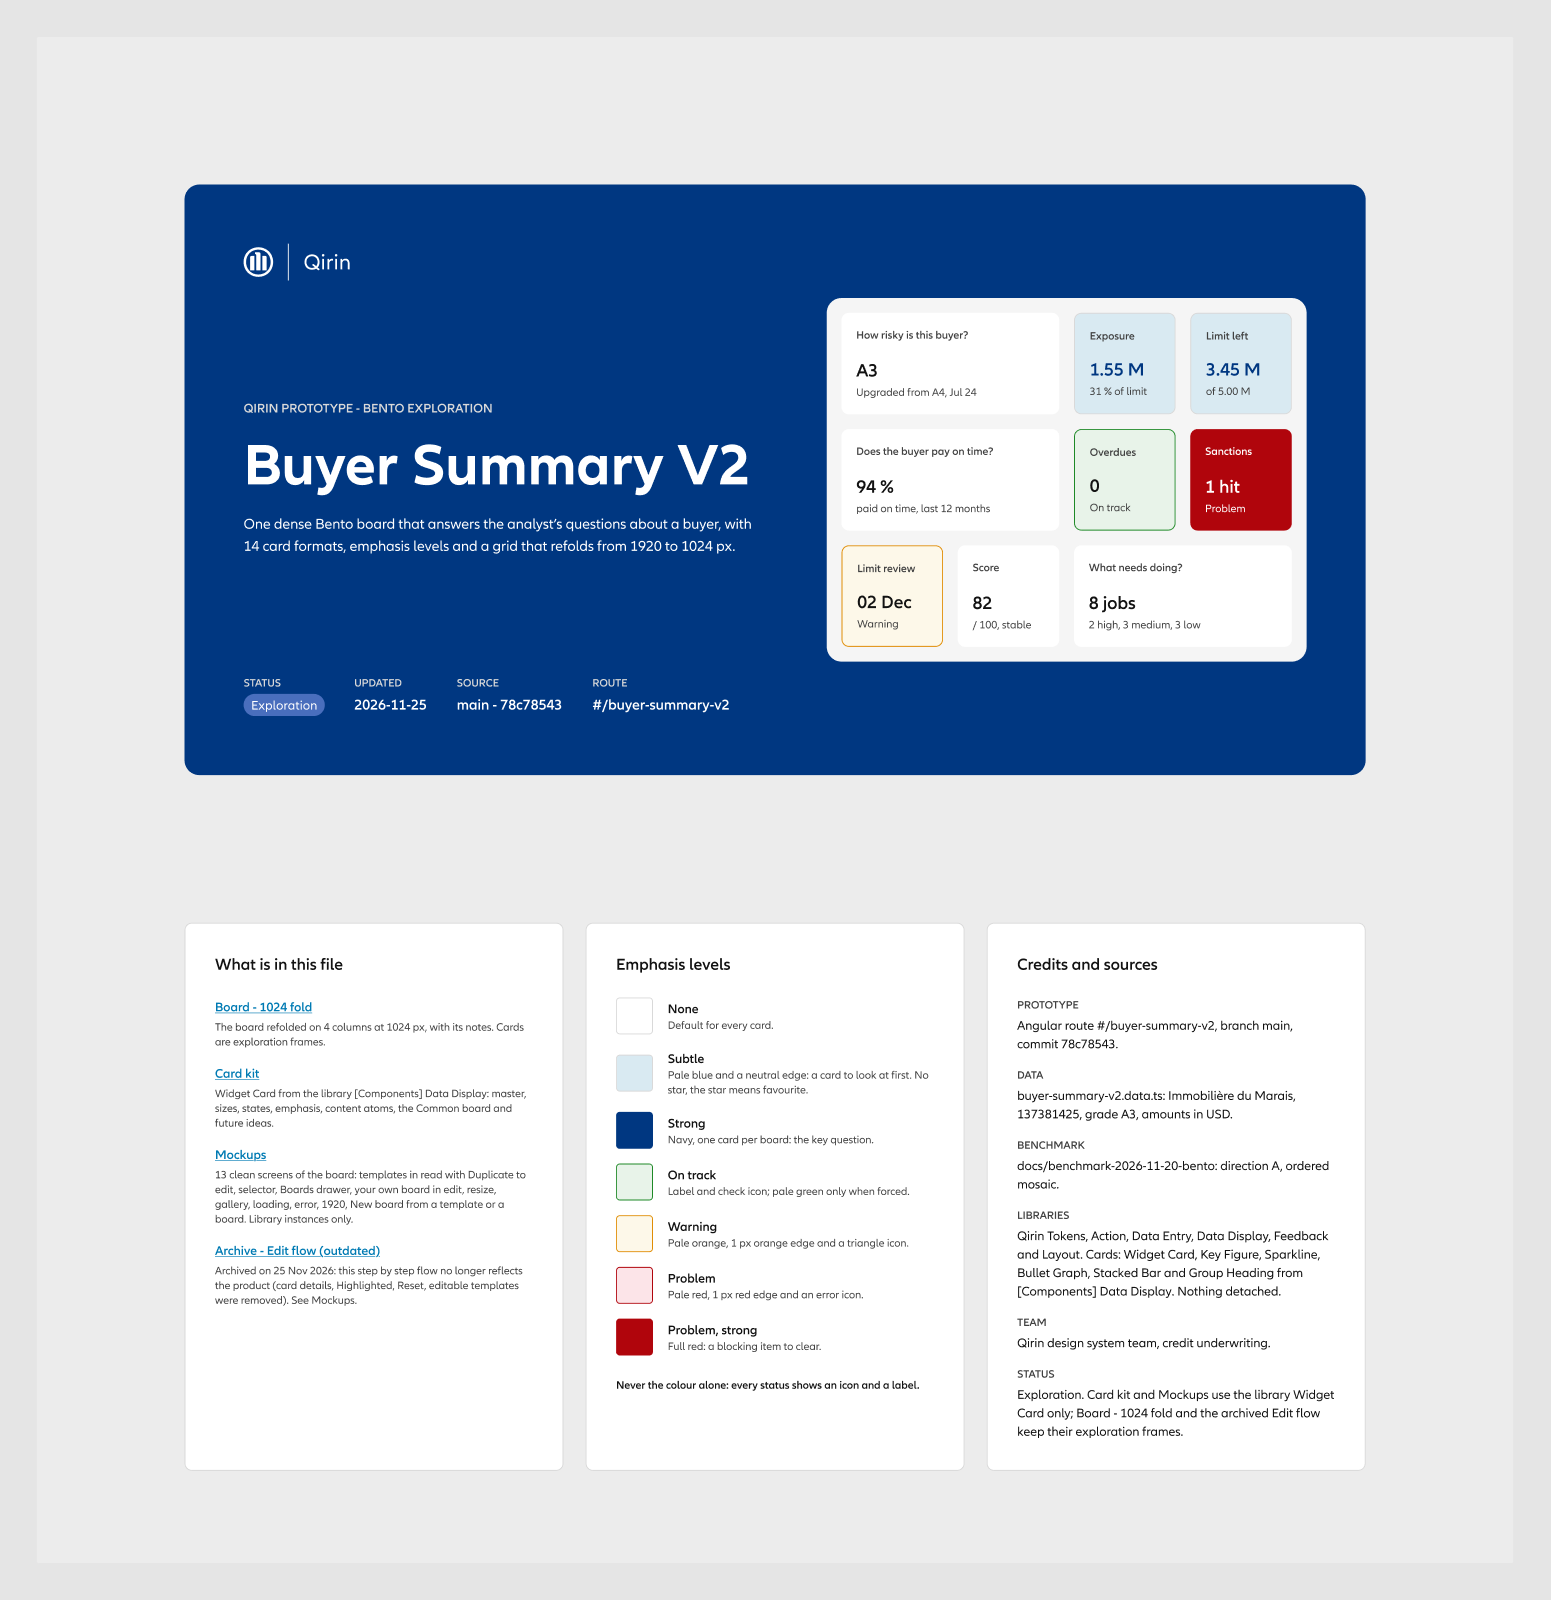 Qirin
QIRIN PROTOTYPE - BENTO EXPLORATION
Buyer Summary V2
One dense Bento board that answers the analyst's questions about a buyer, with
14 card formats, emphasis levels and a grid that refolds from 1920 to 1024 px.
STATUS
Exploration
UPDATED
2026-11-25
SOURCE
main - 78c78543
ROUTE
#/buyer-summary-v2
How risky is this buyer?
A3
Upgraded from A4, Jul 24
Exposure
1.55 M
31 % of limit
Limit left
3.45 M
of 5.00 M
Does the buyer pay on time?
94 %
paid on time, last 12 months
Overdues
0
On track
Sanctions
1 hit
Problem
Limit review
02 Dec
Warning
Score
82
/ 100, stable
What needs doing?
8 jobs
2 high, 3 medium, 3 low
What is in this file
Board - 1024 fold
The board refolded on 4 columns at 1024 px, with its notes. Cards
are exploration frames.
Card kit
Widget Card from the library [Components] Data Display: master,
sizes, states, emphasis, content atoms, the Common board and
future ideas.
Mockups
13 clean screens of the board: templates in read with Duplicate to
edit, selector, Boards drawer, your own board in edit, resize,
gallery, loading, error, 1920, New board from a template or a
board. Library instances only.
Archive - Edit flow (outdated)
Archived on 25 Nov 2026: this step by step flow no longer reflects
the product (card details, Highlighted, Reset, editable templates
were removed). See Mockups.
Emphasis levels
None
Default for every card.
Subtle
Pale blue and a neutral edge: a card to look at first. No
star, the star means favourite.
Strong
Navy, one card per board: the key question.
On track
Label and check icon; pale green only when forced.
Warning
Pale orange, 1 px orange edge and a triangle icon.
Problem
Pale red, 1 px red edge and an error icon.
Problem, strong
Full red: a blocking item to clear.
Never the colour alone: every status shows an icon and a label.
Credits and sources
PROTOTYPE
Angular route #/buyer-summary-v2, branch main,
commit 78c78543.
DATA
buyer-summary-v2.data.ts: Immobilière du Marais,
137381425, grade A3, amounts in USD.
BENCHMARK
docs/benchmark-2026-11-20-bento: direction A, ordered
mosaic.
LIBRARIES
Qirin Tokens, Action, Data Entry, Data Display, Feedback
and Layout. Cards: Widget Card, Key Figure, Sparkline,
Bullet Graph, Stacked Bar and Group Heading from
[Components] Data Display. Nothing detached.
TEAM
Qirin design system team, credit underwriting.
STATUS
Exploration. Card kit and Mockups use the library Widget
Card only; Board - 1024 fold and the archived Edit flow
keep their exploration frames.